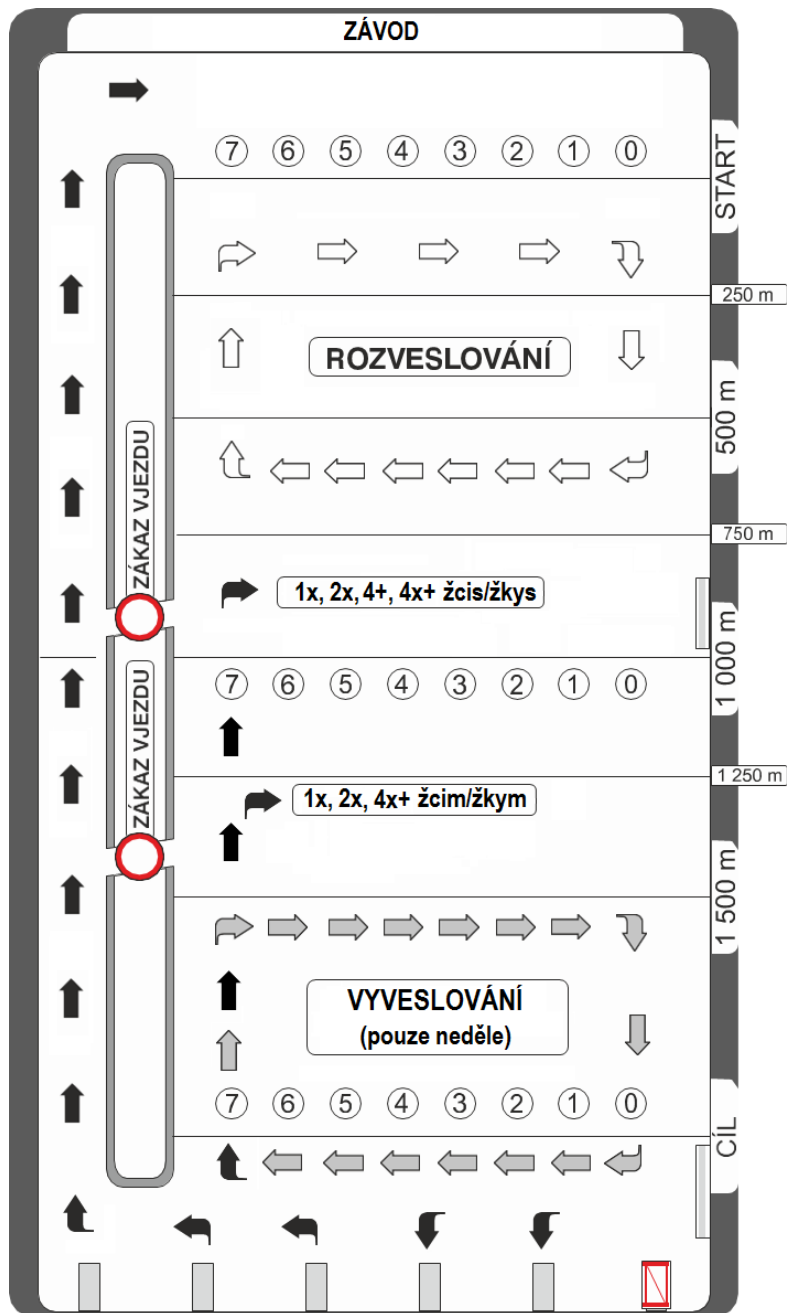 ZÁVOD
7 6 5 4 3 2 1 0
START
250 m
ROZVESLOVÁNÍ
500 m
ZÁKAZ VJEZDU
750 m
1x, 2x, 4+, 4x+ žcis/žkys
1 000 m
ZÁKAZ VJEZDU
7 6 5 4 3 2 1 0
1 250 m
1x, 2x, 4x+ žcim/žkym
1 500 m
VYVESLOVÁNÍ
(pouze neděle)
7 6 5 4 3 2 1 0
CÍL